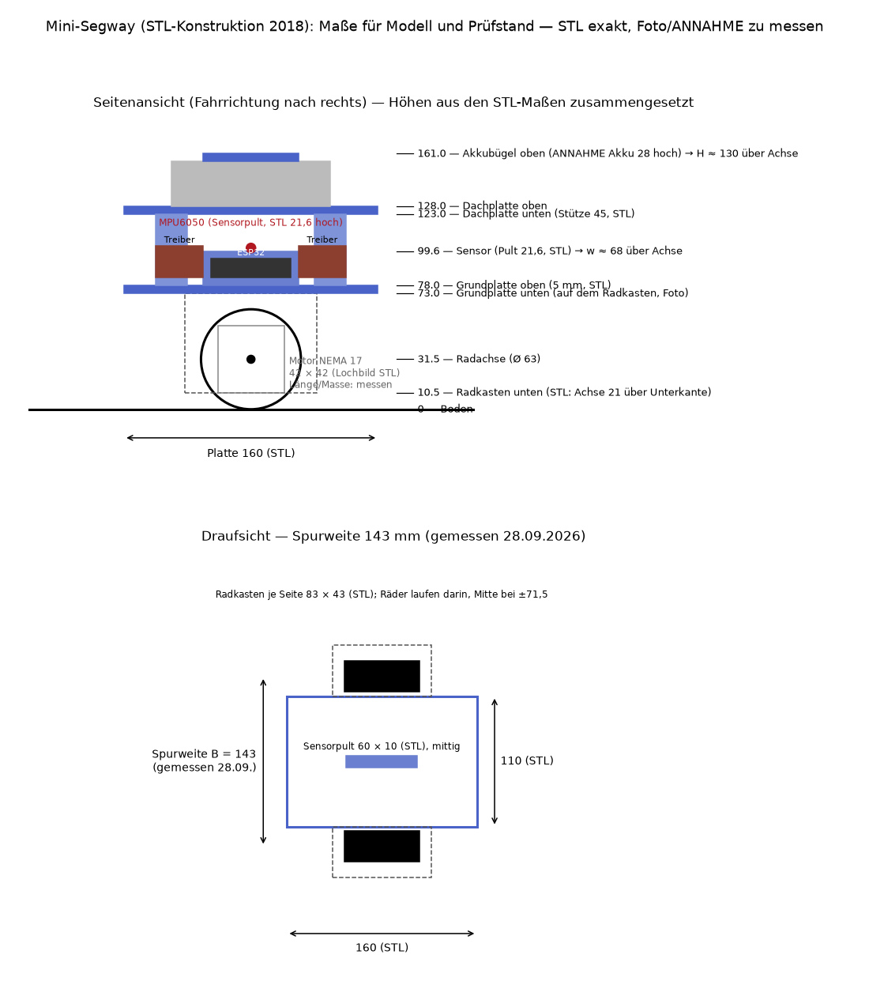 Mini-Segway (STL-Konstruktion 2018): Maße für Modell und Prüfstand — STL exakt, Foto/ANNAHME zu messen
Seitenansicht (Fahrrichtung nach rechts) — Höhen aus den STL-Maßen zusammengesetzt
161.0 — Akkubügel oben (ANNAHME Akku 28 hoch) → H ≈ 130 über Achse
128.0 — Dachplatte oben
123.0 — Dachplatte unten (Stütze 45, STL)
MPU6050 (Sensorpult, STL 21,6 hoch)
Treiber
Treiber
ESP32
99.6 — Sensor (Pult 21,6, STL) → w ≈ 68 über Achse
78.0 — Grundplatte oben (5 mm, STL)
73.0 — Grundplatte unten (auf dem Radkasten, Foto)
31.5 — Radachse (Ø 63)
Motor NEMA 17
42 × 42 (Lochbild STL)
Länge/Masse: messen
10.5 — Radkasten unten (STL: Achse 21 über Unterkante)
0 — Boden
Platte 160 (STL)
Draufsicht — Spurweite 143 mm (gemessen 28.09.2026)
Radkasten je Seite 83 × 43 (STL); Räder laufen darin, Mitte bei ±71,5
Sensorpult 60 × 10 (STL), mittig
Spurweite B = 143
(gemessen 28.09.)
110 (STL)
160 (STL)